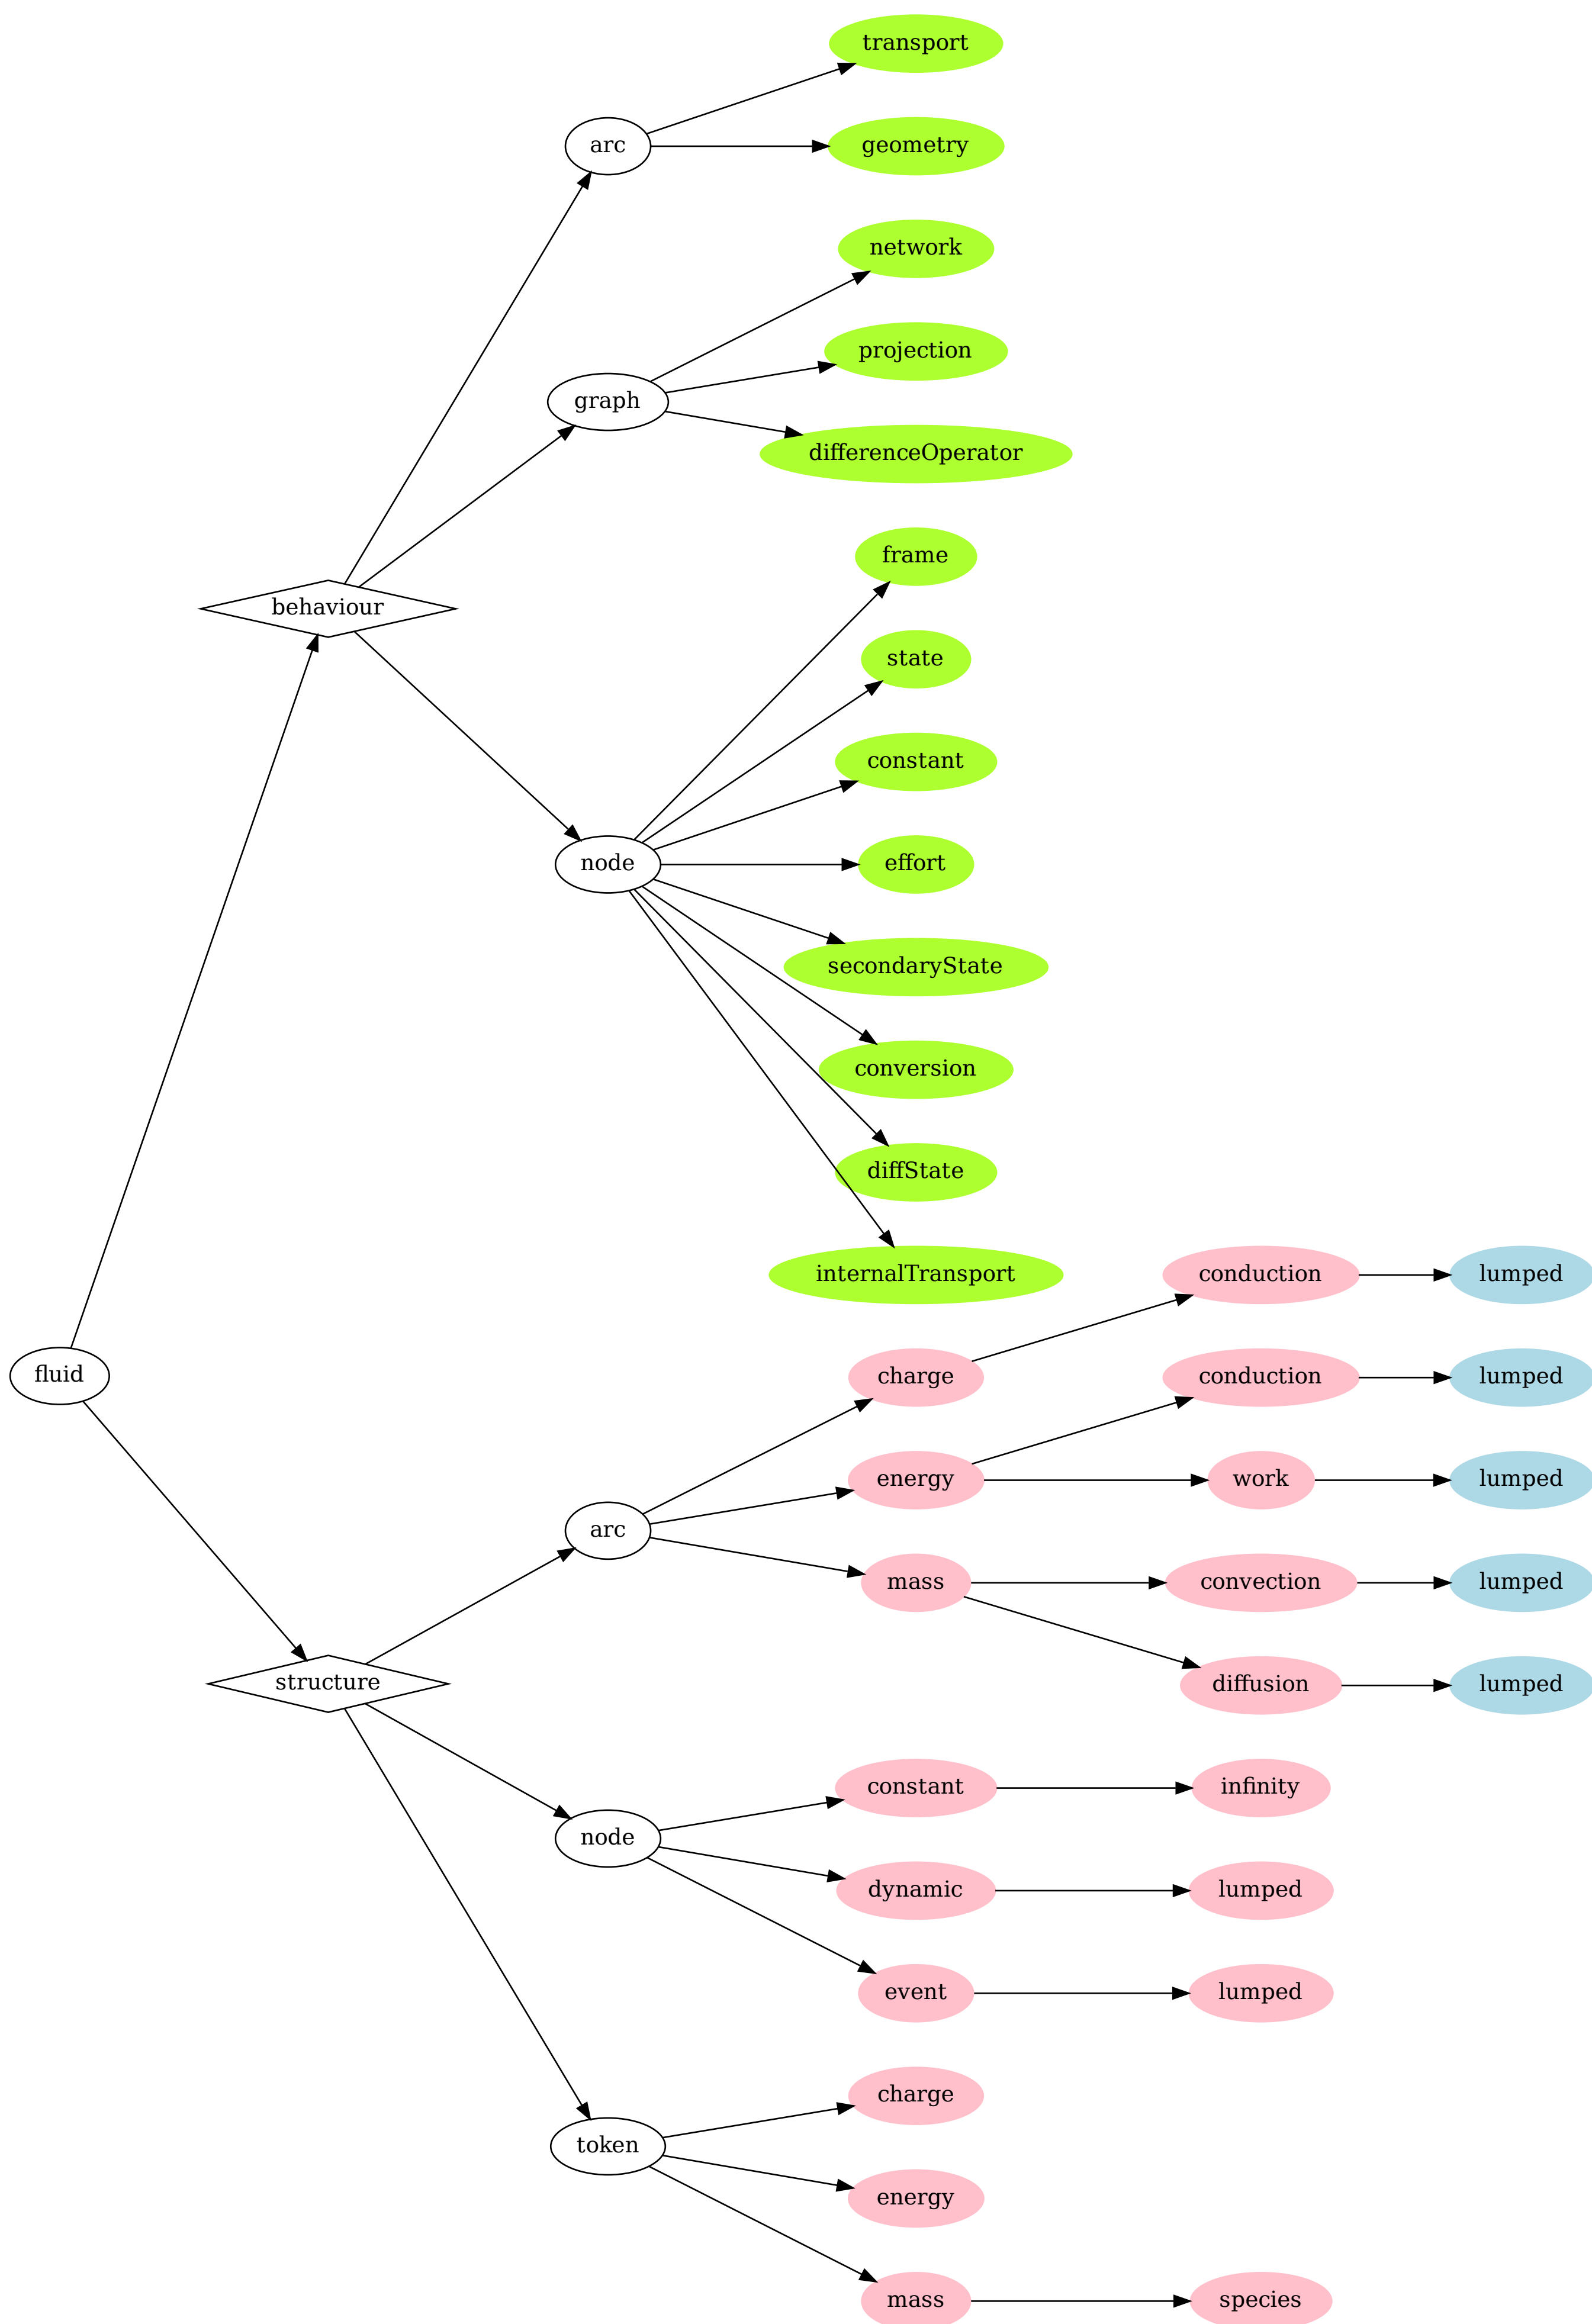 transport
arc
geometry
network
graph
projection
differenceOperator
behaviour
frame
state
constant
node
effort
secondaryState
conversion
diffState
internalTransport
conduction
lumped
fluid
charge
conduction
lumped
energy
work
lumped
arc
mass
convection
lumped
structure
diffusion
lumped
constant
infinity
node
dynamic
lumped
event
lumped
charge
token
energy
mass
species